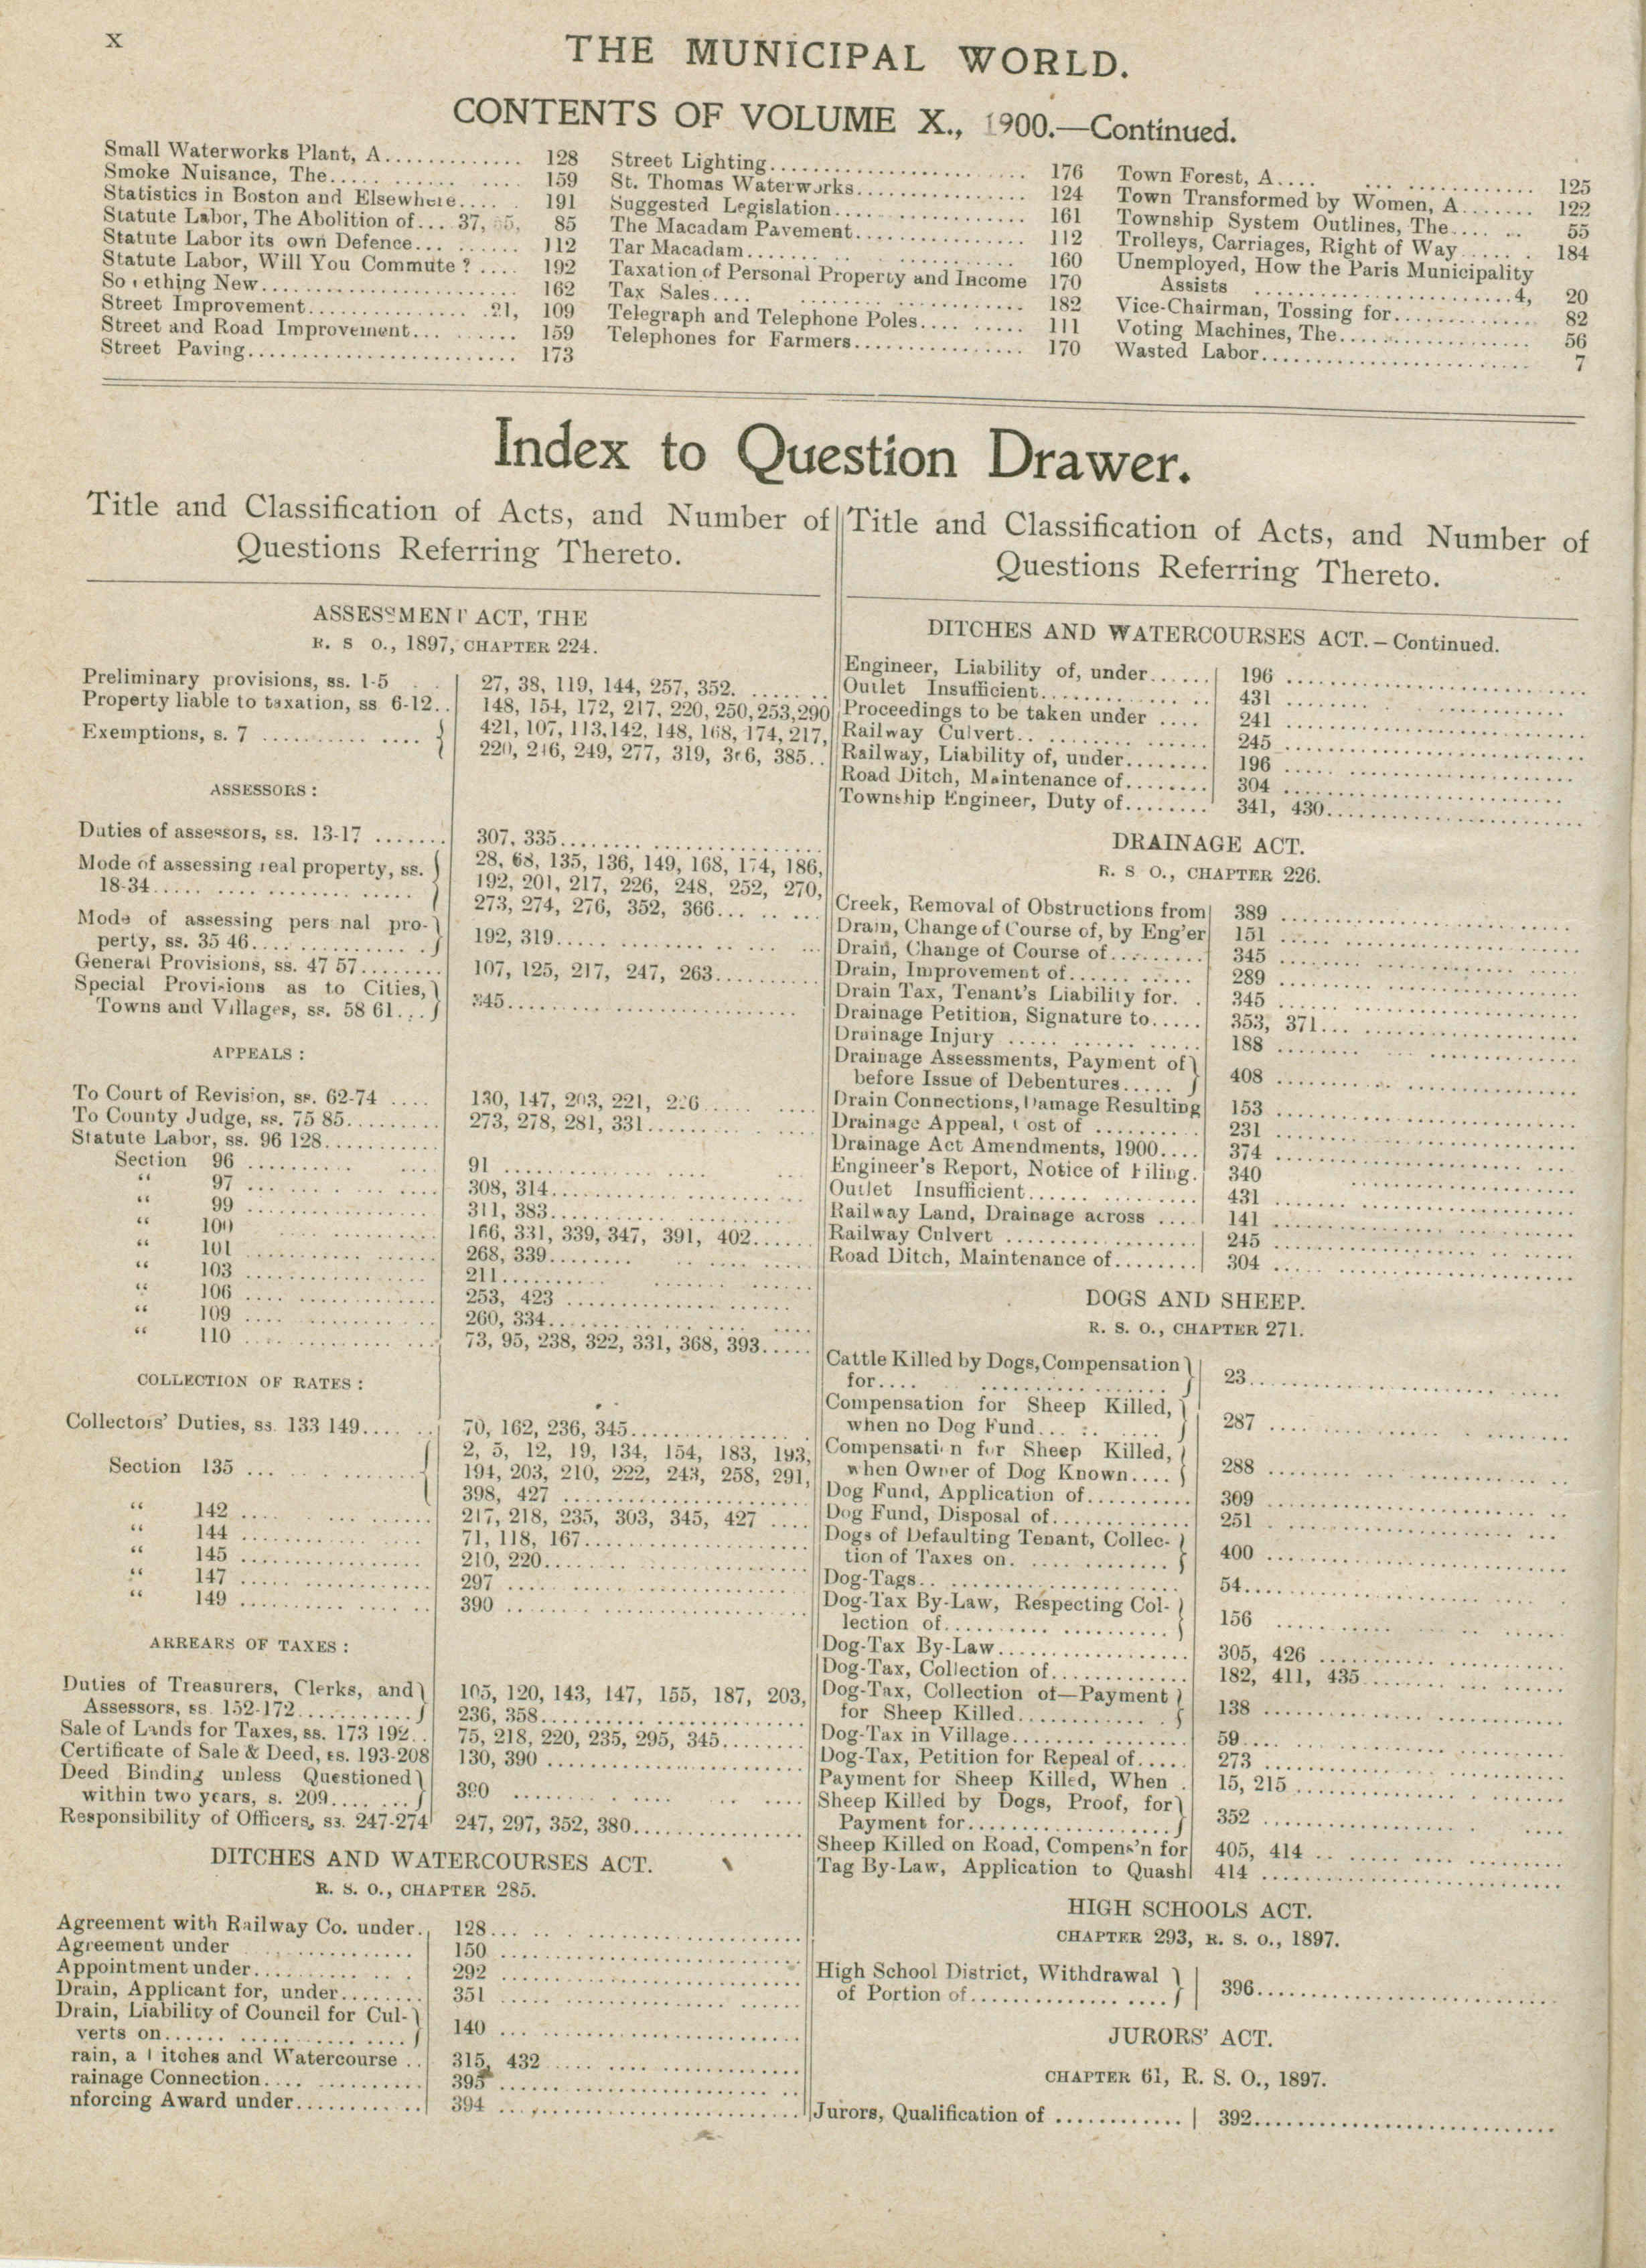 X
THE MUNICIPAL WORLD.
CONTENTS OF VOLUME X., 1900.—Continued.
Small Waterworks Plant, A............. 128
Smoke Nuisance, The.................. 159
Statistics in Boston and Elsewhere..... 191
Statute Labor, The Abolition of... 37, 55, 85
Statute Labor its own Defence.......... 112
Statute Labor, Will You Commute ?.... 192
So ething New....................... 162
Street Improvement................21, 109
Street and Road Improvement.......... 159
Street Paving......................... 173
Street Lighting........................ 176
St. Thomas Waterworks................ 124
Suggested Legislation.................. 161
The Macadam Pavement................ 112
Tar Macadam......................... 160
Taxation of Personal Property and Income 170
Tax Sales............................ 182
Telegraph and Telephone Poles.......... 111
Telephones for Farmers................ 170
Town Forest, A....................... 125
Town Transformed by Women, A....... 122
Township System Outlines, The...... 55
Trolleys, Carriages, Right of Way...... 184
Unemployed, How the Paris Municipality
Assists .........................4, 20
Vice-Chairman, Tossing for............. 82
Voting Machines, The.................. 56
Wasted Labor......................... 7
Index to Question Drawer.
Title and Classification of Acts, and Number of
Questions Referring Thereto.
ASSESSMENT ACT, THE
R. S O., 1897, CHAPTER 224.
Preliminary provisions, ss. 1-5 .. 27, 38, 119, 144, 257, 352.
Property liable to taxation, ss 6-12.. 148, 154, 172, 217, 220, 250, 253, 290
Exemptions, s. 7 .............. 421, 107, 113, 142, 148, 168, 174, 217,
220, 216, 249, 277, 319, 3 6, 385..
ASSESSORS :
Duties of assessors, ss. 13-17 ....... 307, 335........
Mode of assessing real property, ss. 28, 68, 135, 136, 149, 168, 174, 186,
18-34.................... 192, 201, 217, 226, 248, 252, 270,
273, 274, 276, 352, 366........
Mode of assessing pers nal pro-
perty, ss. 35 46............... 192, 319........
General Provisions, ss. 47 57........ 107, 125, 217, 247, 263........
Special Provisions as to Cities,
Towns and Villages, ss. 58 61.... 345........
APPEALS :
To Court of Revision, ss. 62-74 .... 130, 147, 203, 221, 2 6........
To County Judge, ss. 75 85......... 273, 278, 281, 331........
Statute Labor, ss. 96 128...........
Section 96 .......... 91 ........
“ 97 .......... 308, 314........
“ 99 .......... 311, 383........
“ 100 .......... 166, 331, 339, 347, 391, 402......
“ 101 .......... 268, 339........
“ 103 .......... 211........
“ 106 .......... 253, 423 ........
“ 109 .......... 260, 334........
“ 110 .......... 73, 95, 238, 322, 331, 368, 393.....
COLLECTION OF RATES :
Collectors' Duties, ss. 133 149...... 70, 162, 236, 345........
Section 135 .......... 2, 5, 12, 19, 134, 154, 183, 193,
194, 203, 210, 222, 243, 258, 291,
398, 427 ........
“ 142 .......... 217, 218, 235, 303, 345, 427 ....
“ 144 .......... 71, 118, 167........
“ 145 .......... 210, 220........
“ 147 .......... 297 ........
“ 149 .......... 390 ........
ARREARS OF TAXES :
Duties of Treasurers, Clerks, and 105, 120, 143, 147, 155, 187, 203,
Assessors, ss. 152-172............ 236, 358........
Sale of Lands for Taxes, ss. 173 192.. 75, 218, 220, 235, 295, 345........
Certificate of Sale & Deed, ss. 193-208 130, 390 ........
Deed Binding unless Questioned
within two years, s. 209........ 390 ........
Responsibility of Officers, ss. 247-274 247, 297, 352, 380........
DITCHES AND WATERCOURSES ACT.
R. S. O., CHAPTER 285.
Agreement with Railway Co. under.. 128........
Agreement under .............. 150 ........
Appointment under.............. 292 ........
Drain, Applicant for, under........ 351 ........
Drain, Liability of Council for Cul-
verts on.................. 140 ........
rain, a itches and Watercourse .. 315, 432 ........
rainage Connection.............. 395 ........
nforcing Award under............ 394 ........
Title and Classification of Acts, and Number of
Questions Referring Thereto.
DITCHES AND WATERCOURSES ACT. – Continued.
Engineer, Liability of, under...... 196 ........
Outlet Insufficient.............. 431 ........
Proceedings to be taken under .... 241 ........
Railway Culvert................ 245 ........
Railway, Liability of, under........ 196 ........
Road Ditch, Maintenance of........ 304 ........
Township Engineer, Duty of........ 341, 430........
DRAINAGE ACT.
R. S O., CHAPTER 226.
Creek, Removal of Obstructions from 389 ........
Drain, Change of Course of, by Eng'er 151 ........
Drain, Change of Course of......... 345 ........
Drain, Improvement of............ 289 ........
Drain Tax, Tenant's Liability for. . 345 ........
Drainage Petition, Signature to..... 353, 371........
Drainage Injury ................ 188 ........
Drainage Assessments, Payment of
before Issue of Debentures..... 408 ........
Drain Connections, Damage Resulting 153 ........
Drainage Appeal, Cost of .......... 231 ........
Drainage Act Amendments, 1900.... 374 ........
Engineer's Report, Notice of Filing. 340 ........
Outlet Insufficient................ 431 ........
Railway Land, Drainage across .... 141 ........
Railway Culvert ................ 245 ........
Road Ditch, Maintenance of........ 304 ........
DOGS AND SHEEP.
R. S. O., CHAPTER 271.
Cattle Killed by Dogs, Compensation
for.................. 23........
Compensation for Sheep Killed,
when no Dog Fund.......... 287 ........
Compensati n for Sheep Killed,
when Owner of Dog Known.... 288 ........
Dog Fund, Application of.......... 309 ........
Dog Fund, Disposal of............ 251 ........
Dogs of Defaulting Tenant, Collec-
tion of Taxes on.............. 400 ........
Dog-Tags.................... 54........
Dog-Tax By-Law, Respecting Col-
lection of.................. 156 ........
Dog-Tax By-Law................ 305, 426 ........
Dog-Tax, Collection of............ 182, 411, 435........
Dog-Tax, Collection of—Payment
for Sheep Killed.............. 138 ........
Dog-Tax in Village.............. 59........
Dog-Tax, Petition for Repeal of..... 273 ........
Payment for Sheep Killed, When . 15, 215 ........
Sheep Killed by Dogs, Proof, for
Payment for................ 352 ........
Sheep Killed on Road, Compens'n for 405, 414 ........
Tag By-Law, Application to Quash 414 ........
HIGH SCHOOLS ACT.
CHAPTER 293, R. S. O., 1897.
High School District, Withdrawal
of Portion of................ 396........
JURORS' ACT.
CHAPTER 61, R. S. O., 1897.
Jurors, Qualification of ............ 392........